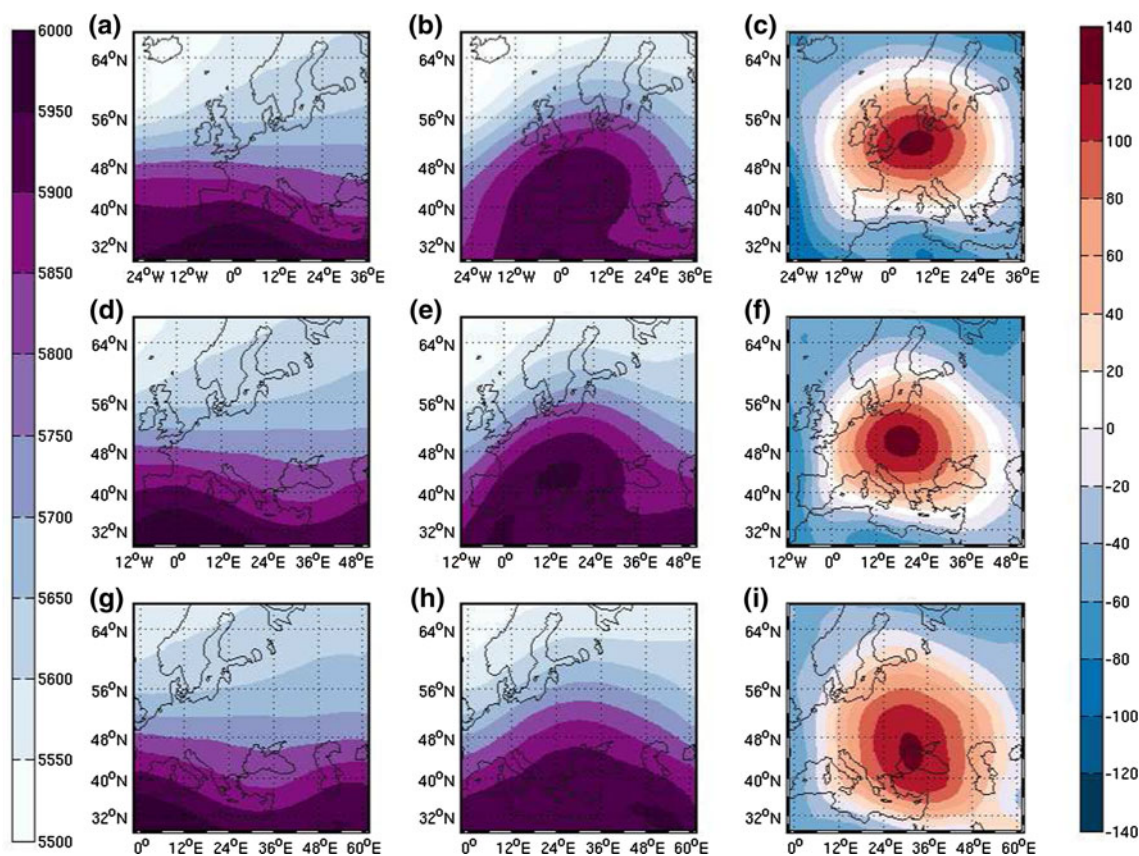 (a) (b) (c)
6000
5950
5900
5850
5800
5750
5700
5650
5600
5550
5500
64°N 56°N 48°N 40°N 32°N
24°W 12°W 0° 12°E 24°E 36°E
64°N 56°N 48°N 40°N 32°N
24°W 12°W 0° 12°E 24°E 36°E
64°N 56°N 48°N 40°N 32°N
24°W 12°W 0° 12°E 24°E 36°E
(d) (e) (f)
64°N 56°N 48°N 40°N 32°N
12°W 0° 12°E 24°E 36°E 48°E
64°N 56°N 48°N 40°N 32°N
12°W 0° 12°E 24°E 36°E 48°E
64°N 56°N 48°N 40°N 32°N
12°W 0° 12°E 24°E 36°E 48°E
(g) (h) (i)
64°N 56°N 48°N 40°N 32°N
0° 12°E 24°E 36°E 48°E 60°E
64°N 56°N 48°N 40°N 32°N
0° 12°E 24°E 36°E 48°E 60°E
64°N 56°N 48°N 40°N 32°N
0° 12°E 24°E 36°E 48°E 60°E
140
120
100
80
60
40
20
0
-20
-40
-60
-80
-100
-120
-140